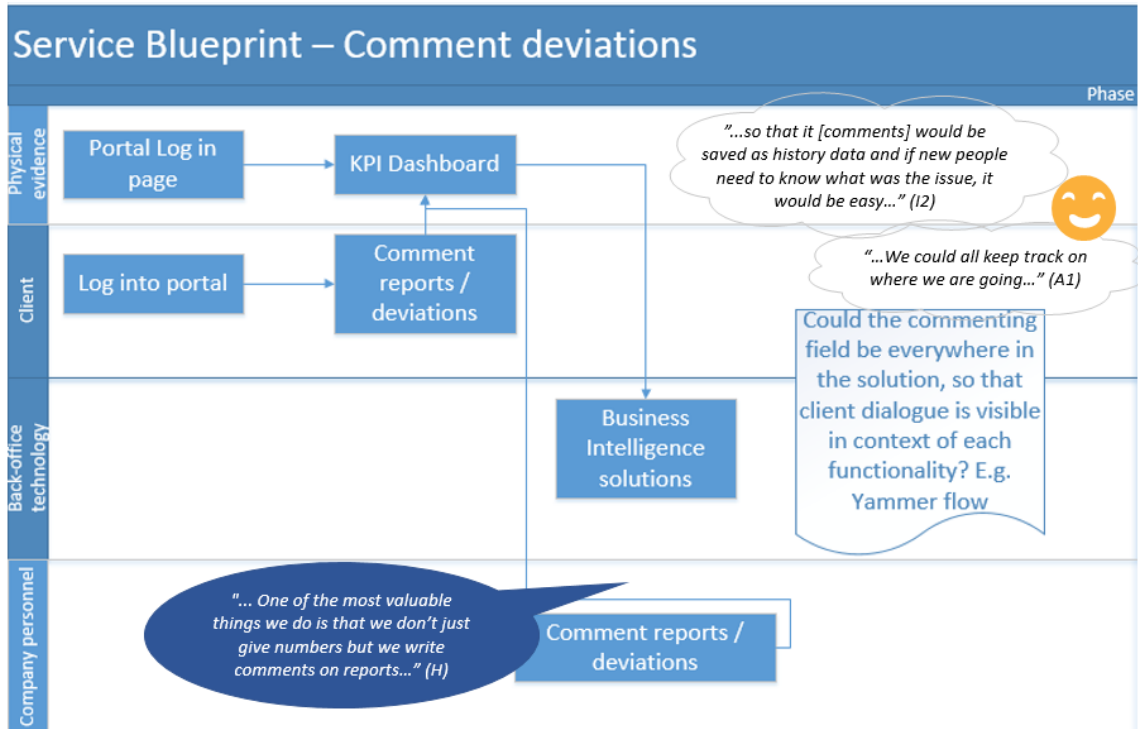 Service Blueprint – Comment deviations
Phase
Physical
evidence
Portal Log in
page
KPI Dashboard
"...so that it [comments] would be
saved as history data and if new people
need to know what was the issue, it
would be easy…" (I2)
Client
Log into portal
Comment
reports /
deviations
"…We could all keep track on
where we are going…" (A1)
Could the commenting
field be everywhere in
the solution, so that
client dialogue is visible
in context of each
functionality? E.g.
Yammer flow
Back-office
technology
Business
Intelligence
solutions
Company personnel
"... One of the most valuable
things we do is that we don't just
give numbers but we write
comments on reports…" (H)
Comment reports /
deviations